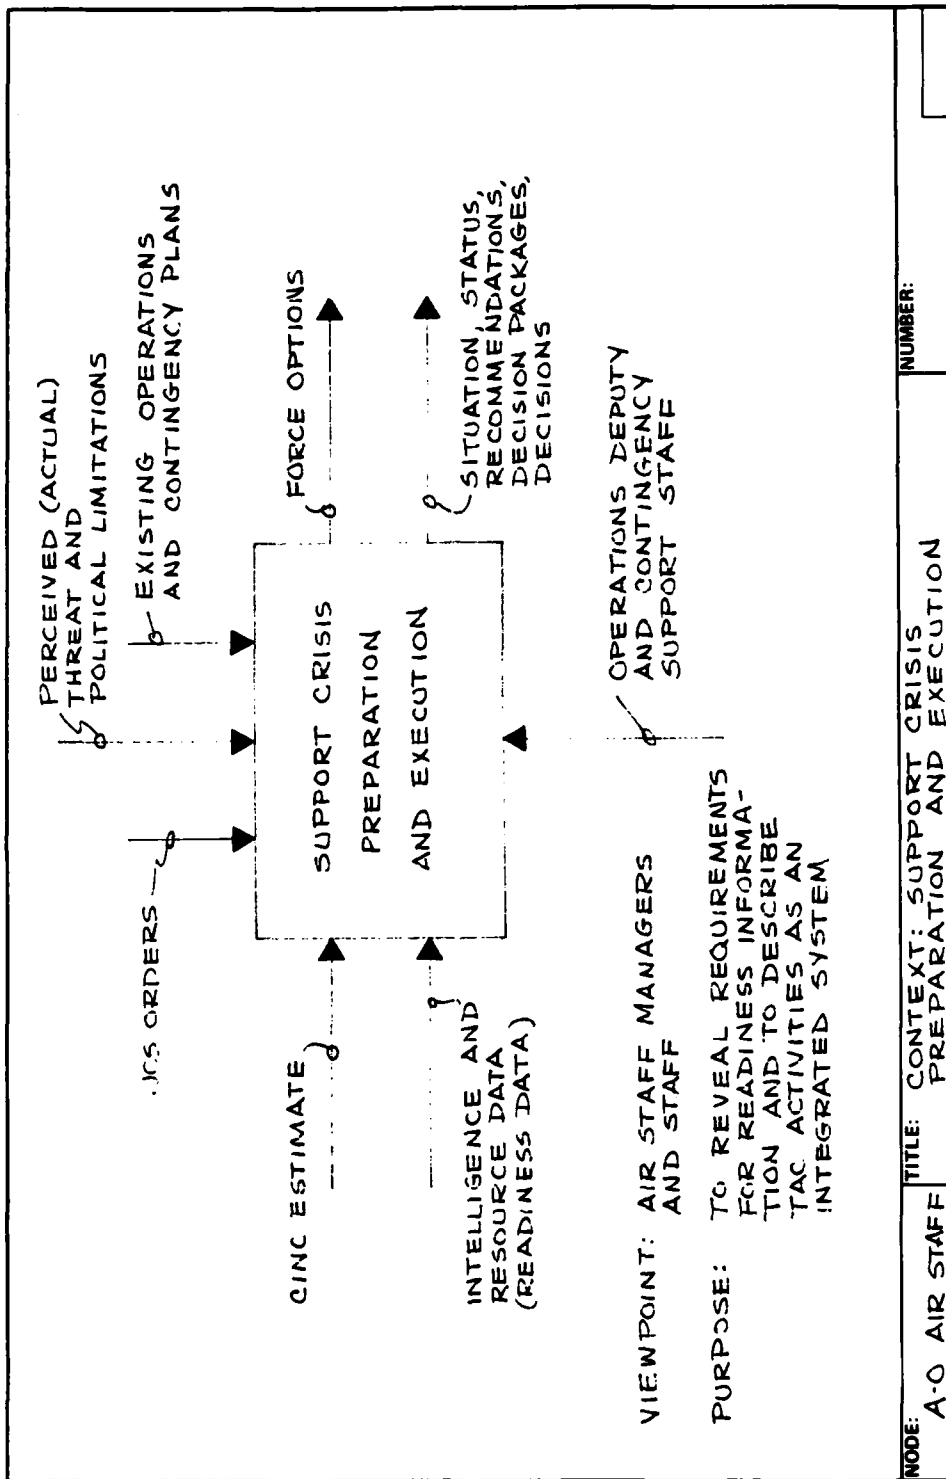 PERCEIVED (ACTUAL)
THREAT AND
POLITICAL LIMITATIONS
JCS ORDERS
EXISTING OPERATIONS
AND CONTINGENCY PLANS
CINC ESTIMATE
SUPPORT CRISIS
PREPARATION
AND EXECUTION
FORCE OPTIONS
INTELLIGENCE AND
RESOURCE DATA
(READINESS DATA)
SITUATION, STATUS,
RECOMMENDATIONS,
DECISION PACKAGES,
DECISIONS
OPERATIONS DEPUTY
AND CONTINGENCY
SUPPORT STAFF
VIEWPOINT: AIR STAFF MANAGERS
AND STAFF
PURPOSE: TO REVEAL REQUIREMENTS
FOR READINESS INFORMA-
TION AND TO DESCRIBE
TAC ACTIVITIES AS AN
INTEGRATED SYSTEM
NODE: A-0 AIR STAFF
TITLE: CONTEXT: SUPPORT CRISIS
PREPARATION AND EXECUTION
NUMBER: